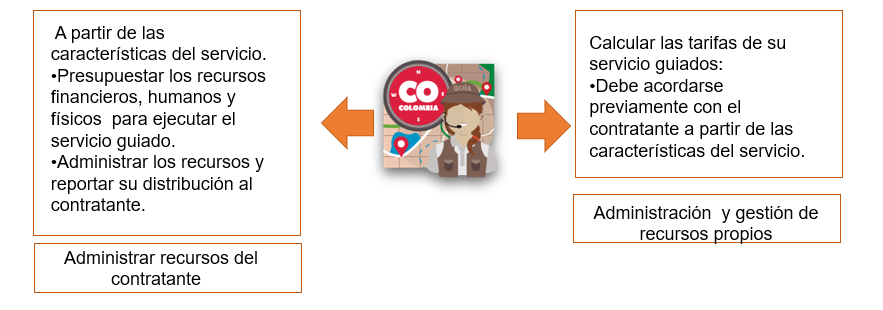 A partir de las
características del servicio.
•Presupuestar los recursos
financieros, humanos y
físicos para ejecutar el
servicio guiado.
•Administrar los recursos y
reportar su distribución al
contratante.
Administrar recursos del
contratante
N
W
E
S
CO
COLOMBIA
GUÍA
Calcular las tarifas de su
servicio guiados:
•Debe acordarse
previamente con el
contratante a partir de las
características del servicio.
Administración y gestión de
recursos propios